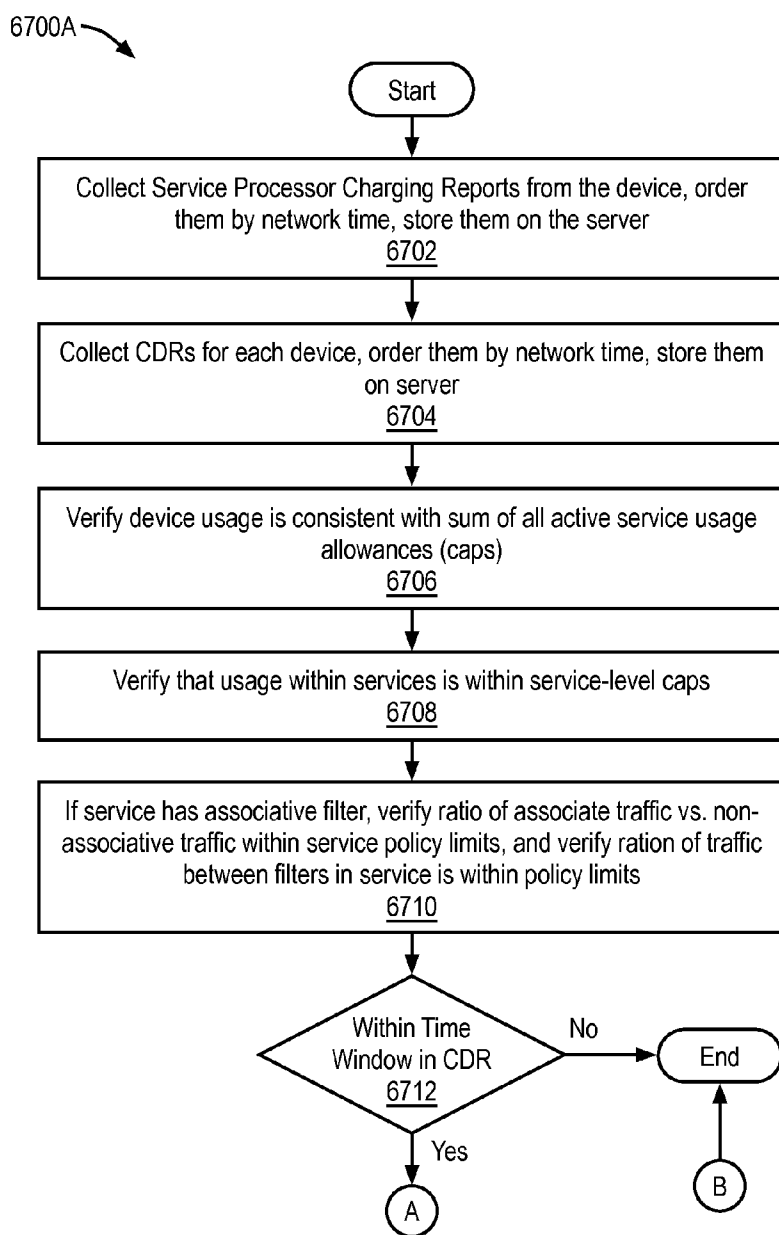 6700A
Start
Collect Service Processor Charging Reports from the device, order
them by network time, store them on the server
6702
Collect CDRs for each device, order them by network time, store them
on server
6704
Verify device usage is consistent with sum of all active service usage
allowances (caps)
6706
Verify that usage within services is within service-level caps
6708
If service has associative filter, verify ratio of associate traffic vs. non-
associative traffic within service policy limits, and verify ration of traffic
between filters in service is within policy limits
6710
Within Time
Window in CDR
6712
No
End
Yes
A
B